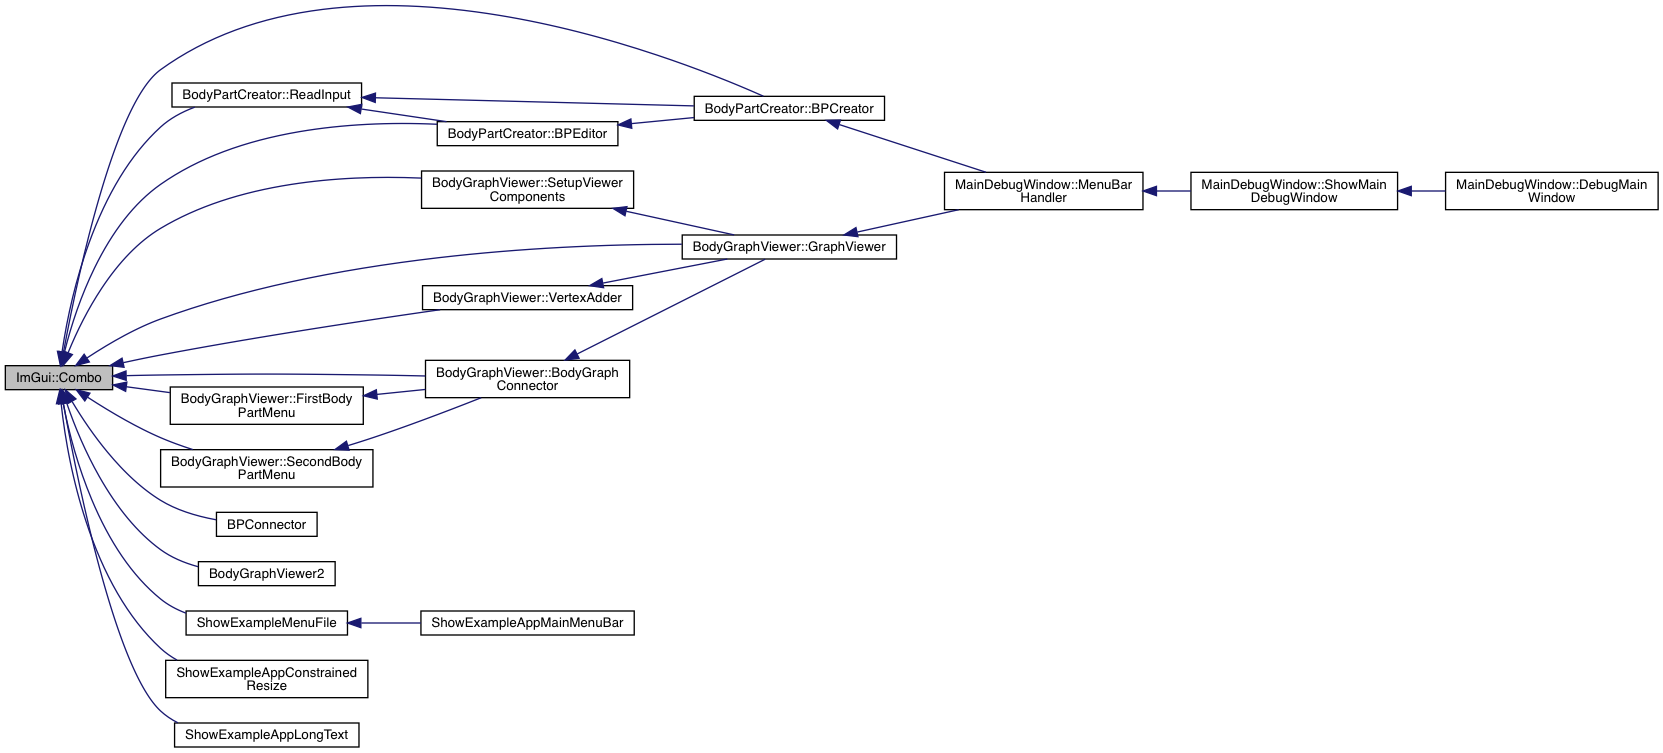 BodyPartCreator::ReadInput
BodyPartCreator::BPCreator
BodyPartCreator::BPEditor
BodyGraphViewer::SetupViewer
Components
MainDebugWindow::MenuBar
Handler
MainDebugWindow::ShowMain
DebugWindow
MainDebugWindow::DebugMain
Window
BodyGraphViewer::GraphViewer
BodyGraphViewer::VertexAdder
ImGui::Combo
BodyGraphViewer::BodyGraph
Connector
BodyGraphViewer::FirstBody
PartMenu
BodyGraphViewer::SecondBody
PartMenu
BPConnector
BodyGraphViewer2
ShowExampleMenuFile
ShowExampleAppMainMenuBar
ShowExampleAppConstrained
Resize
ShowExampleAppLongText